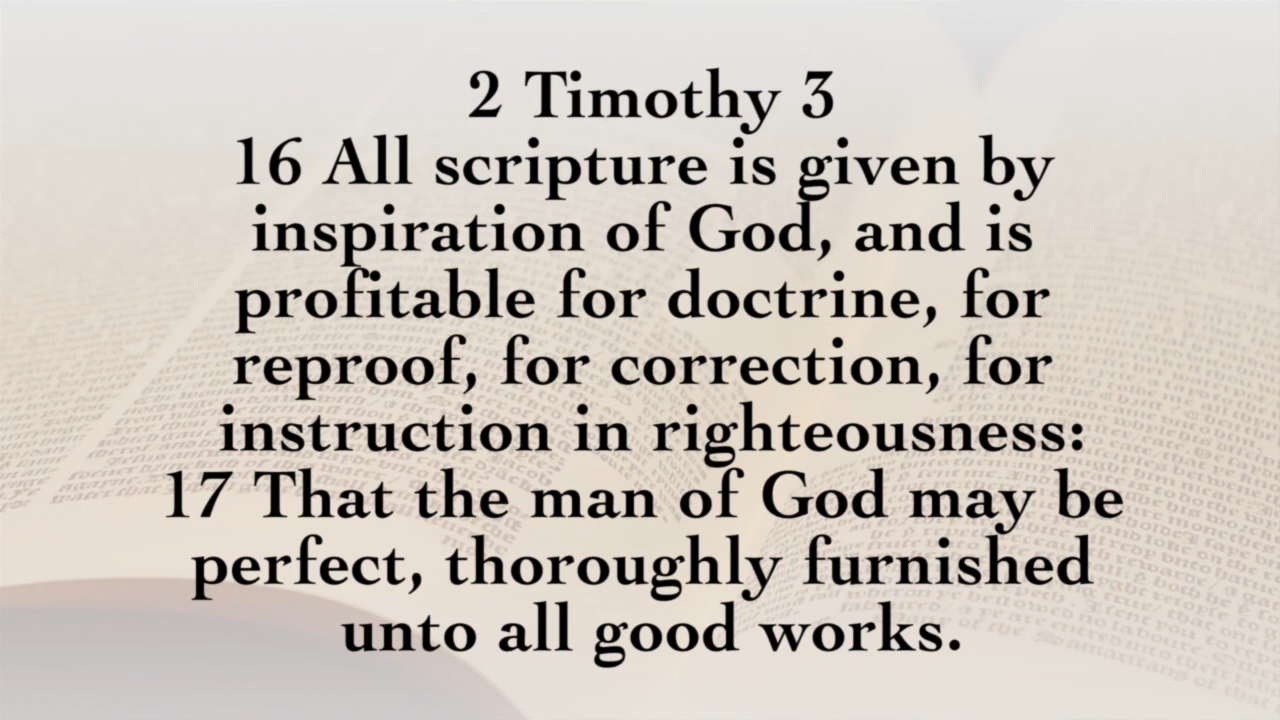 2 Timothy 3
16 All scripture is given by
inspiration of God, and is
profitable for doctrine, for
reproof, for correction, for
instruction in righteousness:
17 That the man of God may be
perfect, thoroughly furnished
unto all good works.